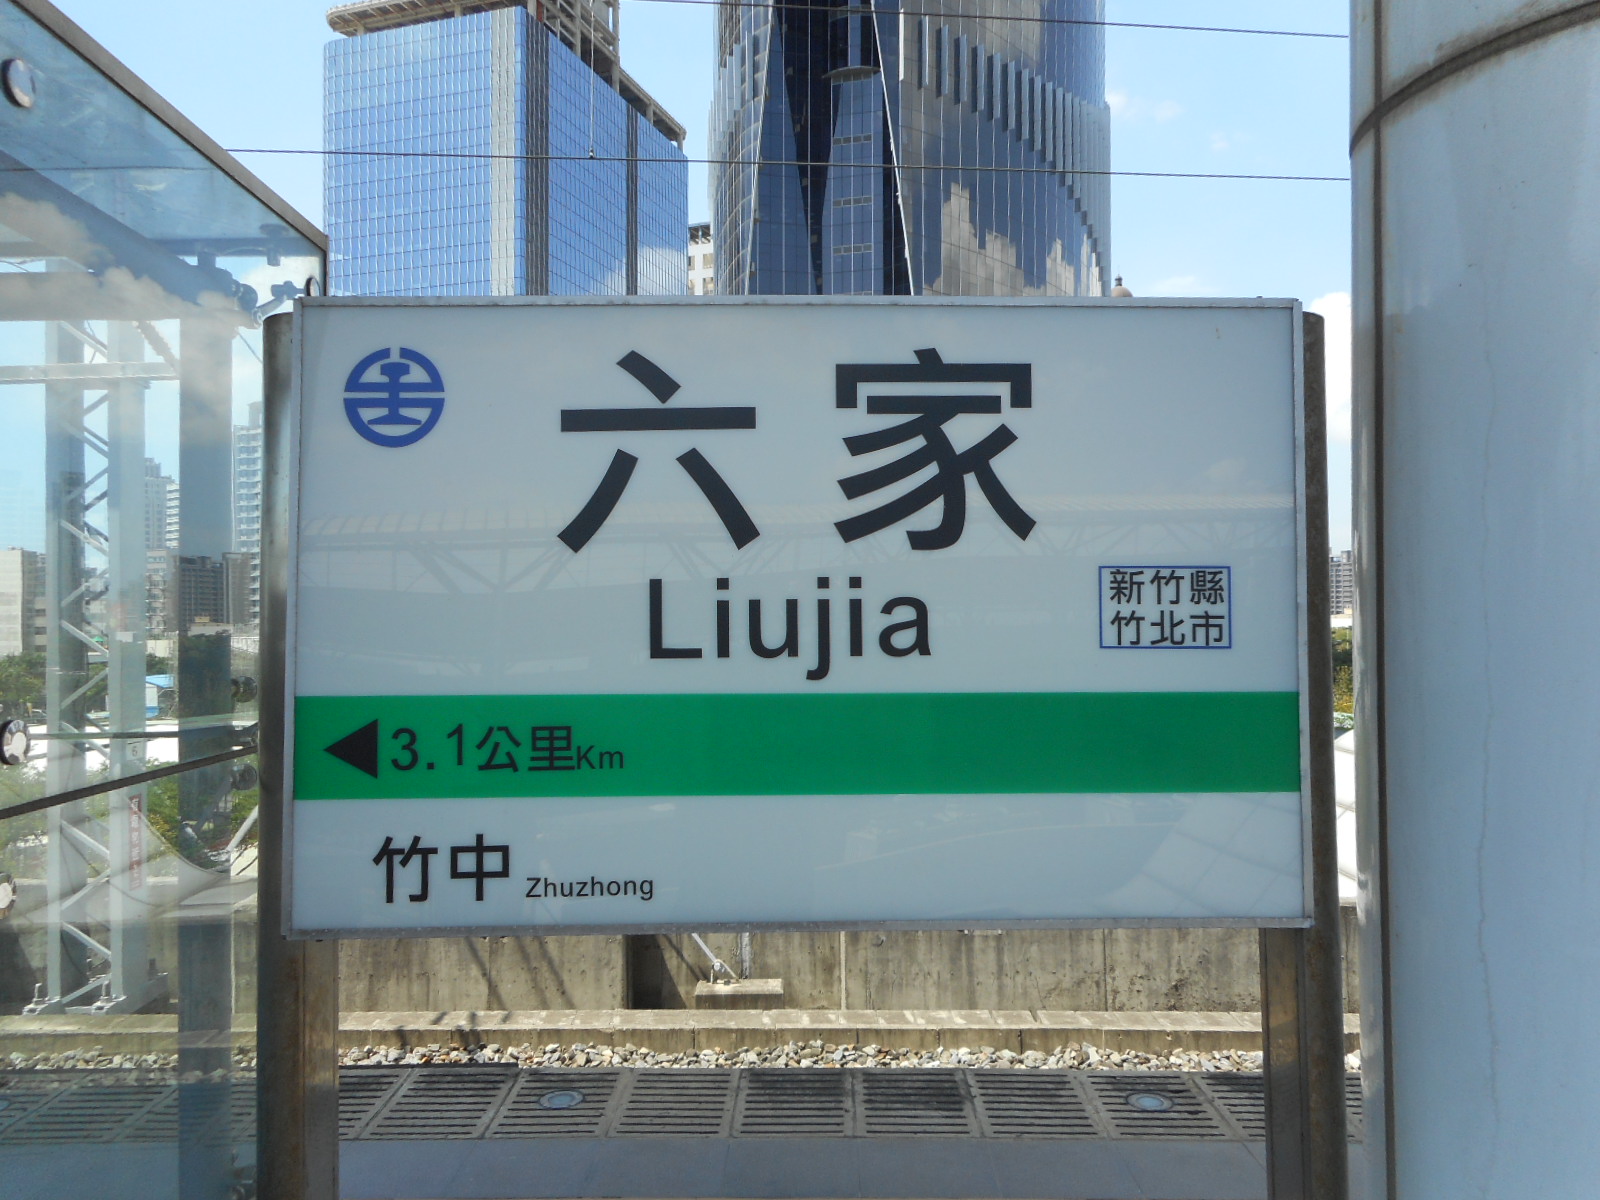 六家
Liujia
新竹縣
竹北市
3.1公里Km
竹中 Zhuzhong